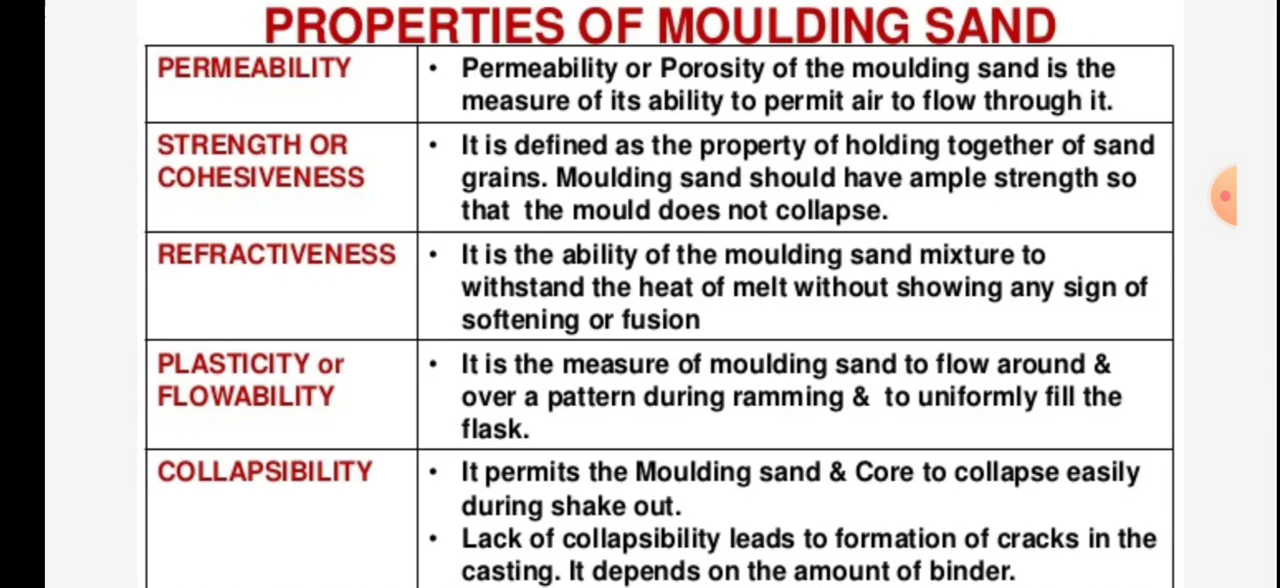 PROPERTIES OF MOULDING SAND
PERMEABILITY
• Permeability or Porosity of the moulding sand is the
measure of its ability to permit air to flow through it.
STRENGTH OR
COHESIVENESS
• It is defined as the property of holding together of sand
grains. Moulding sand should have ample strength so
that the mould does not collapse.
REFRACTIVENESS
• It is the ability of the moulding sand mixture to
withstand the heat of melt without showing any sign of
softening or fusion
PLASTICITY or
FLOWABILITY
• It is the measure of moulding sand to flow around &
over a pattern during ramming & to uniformly fill the
flask.
COLLAPSIBILITY
• It permits the Moulding sand & Core to collapse easily
during shake out.
• Lack of collapsibility leads to formation of cracks in the
casting. It depends on the amount of binder.